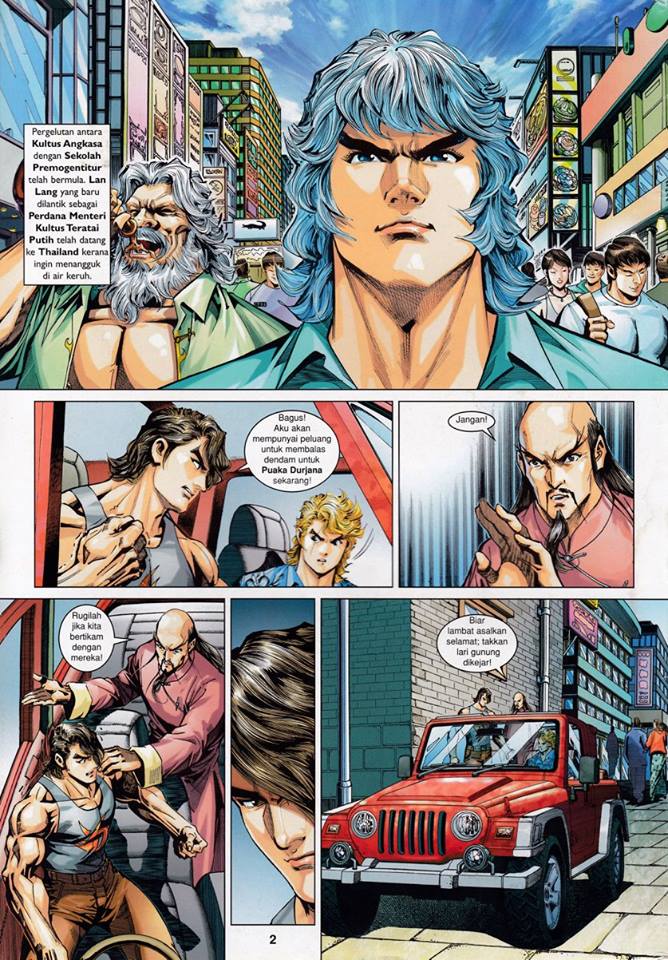 Pergelutan antara
Kultus Angkasa
dengan Sekolah
Premogentitur
telah bermula. Lan
Lang yang baru
dilantik sebagai
Perdana Menteri
Kultus Teratai
Putih telah datang
ke Thailand kerana
ingin menangguk
di air keruh.
Bagus!
Aku akan
mempunyai peluang
untuk membalas
dendam untuk
Puaka Durjana
sekarang!
Jangan!
Rugilah
jika kita
bertikam
dengan
mereka!
Biar
lambat asalkan
selamat; takkan
lari gunung
dikejar!
2